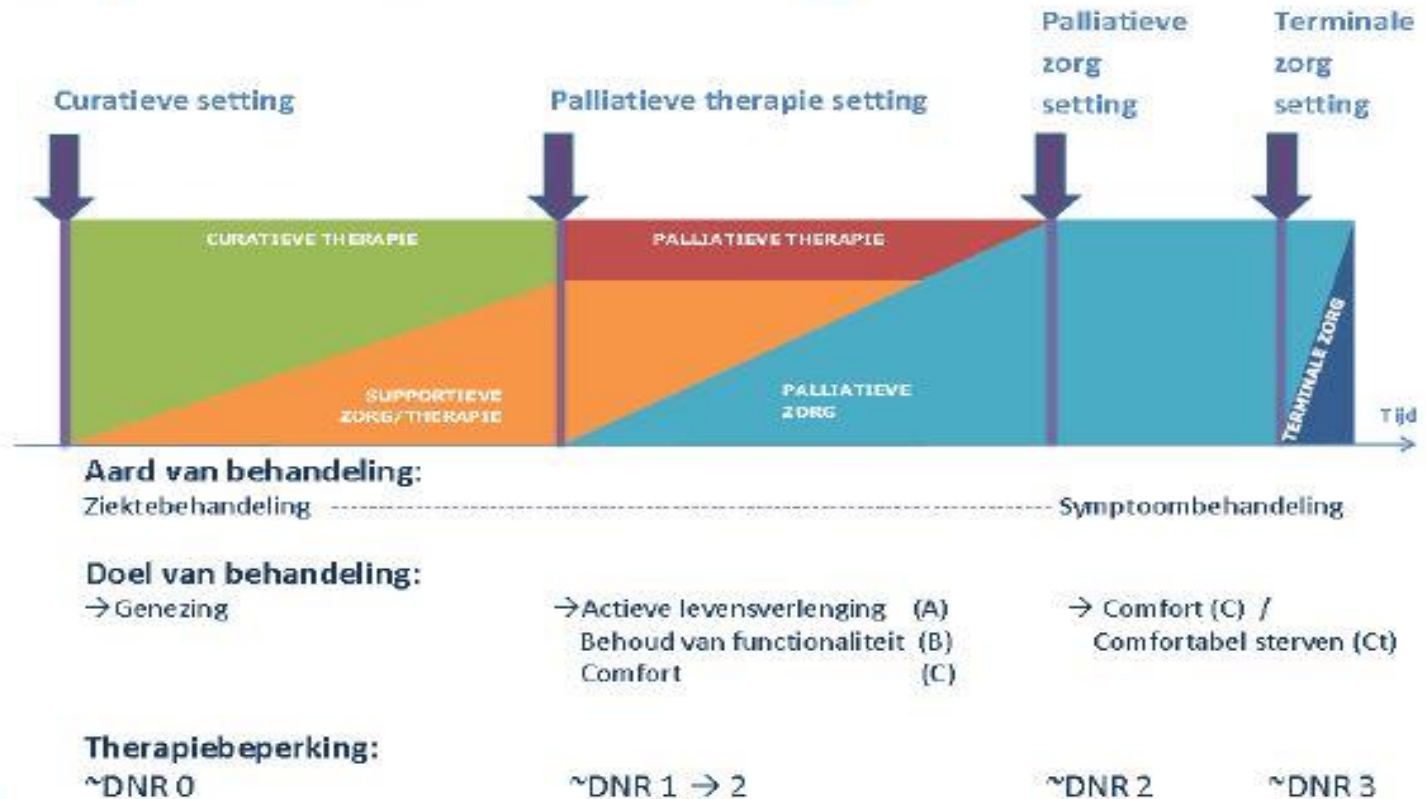 Palliatieve
zorg
setting
Terminale
zorg
setting
Curatieve setting
Palliatieve therapie setting
CURATIEVE THERAPIE
PALLIATIEVE THERAPIE
SUPPORTIEVE
ZORG/THERAPIE
PALLIATIEVE
ZORG
TERMINALE ZORG
Tijd
Aard van behandeling:
Ziektebehandeling ---------- Symptoombehandeling
Doel van behandeling:
→ Genezing
→ Actieve levensverlenging (A)
Behoud van functionaliteit (B)
Comfort (C)
→ Comfort (C) /
Comfortabel sterven (Ct)
Therapiebeperking:
~DNR 0 ~DNR 1 → 2 ~DNR 2 ~DNR 3